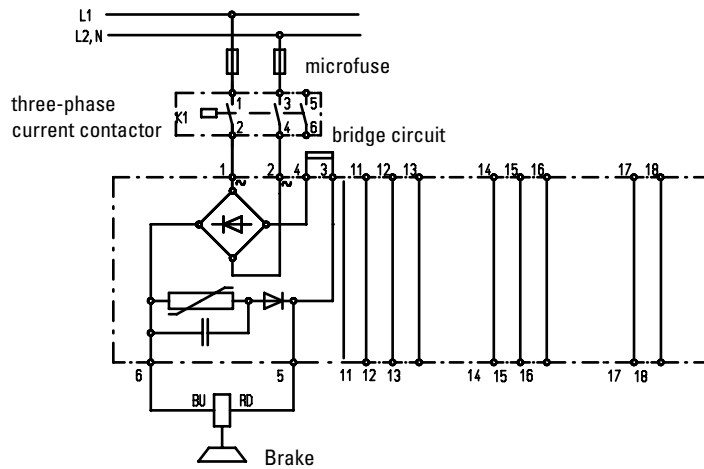 L1
L2, N
microfuse
three-phase
current contactor
K1
1 3 5
2 4 6
bridge circuit
1 2 4 3 11 12 13 14 15 16 17 18
~ ~
6 5 11 12 13 14 15 16 17 18
BU RD
Brake